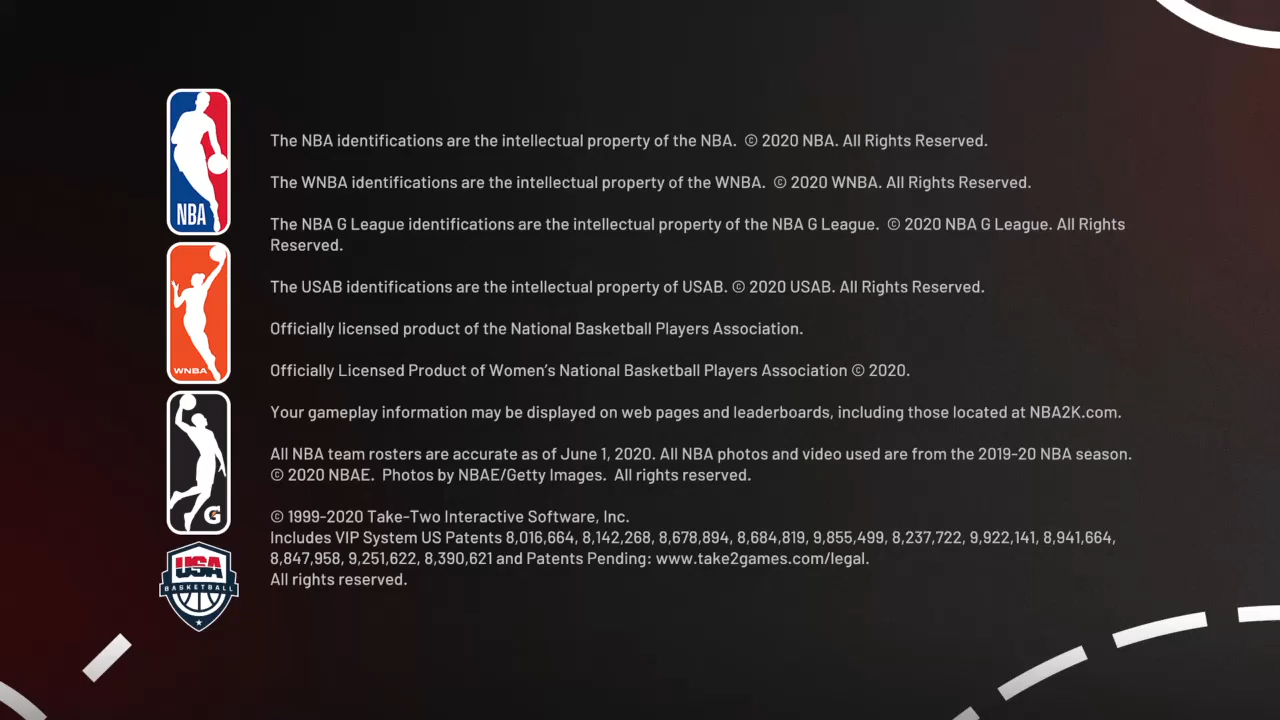 The NBA identifications are the intellectual property of the NBA.  © 2020 NBA. All Rights Reserved.
The WNBA identifications are the intellectual property of the WNBA.  © 2020 WNBA. All Rights Reserved.
The NBA G League identifications are the intellectual property of the NBA G League.  © 2020 NBA G League. All Rights
Reserved.
The USAB identifications are the intellectual property of USAB. © 2020 USAB. All Rights Reserved.
Officially licensed product of the National Basketball Players Association.
Officially Licensed Product of Women’s National Basketball Players Association © 2020.
Your gameplay information may be displayed on web pages and leaderboards, including those located at NBA2K.com.
All NBA team rosters are accurate as of June 1, 2020. All NBA photos and video used are from the 2019-20 NBA season.
© 2020 NBAE.  Photos by NBAE/Getty Images.  All rights reserved.
© 1999-2020 Take-Two Interactive Software, Inc.
Includes VIP System US Patents 8,016,664, 8,142,268, 8,678,894, 8,684,819, 9,855,499, 8,237,722, 9,922,141, 8,941,664,
8,847,958, 9,251,622, 8,390,621 and Patents Pending: www.take2games.com/legal.
All rights reserved.
NBA
WNBA
G
USA
BASKETBALL